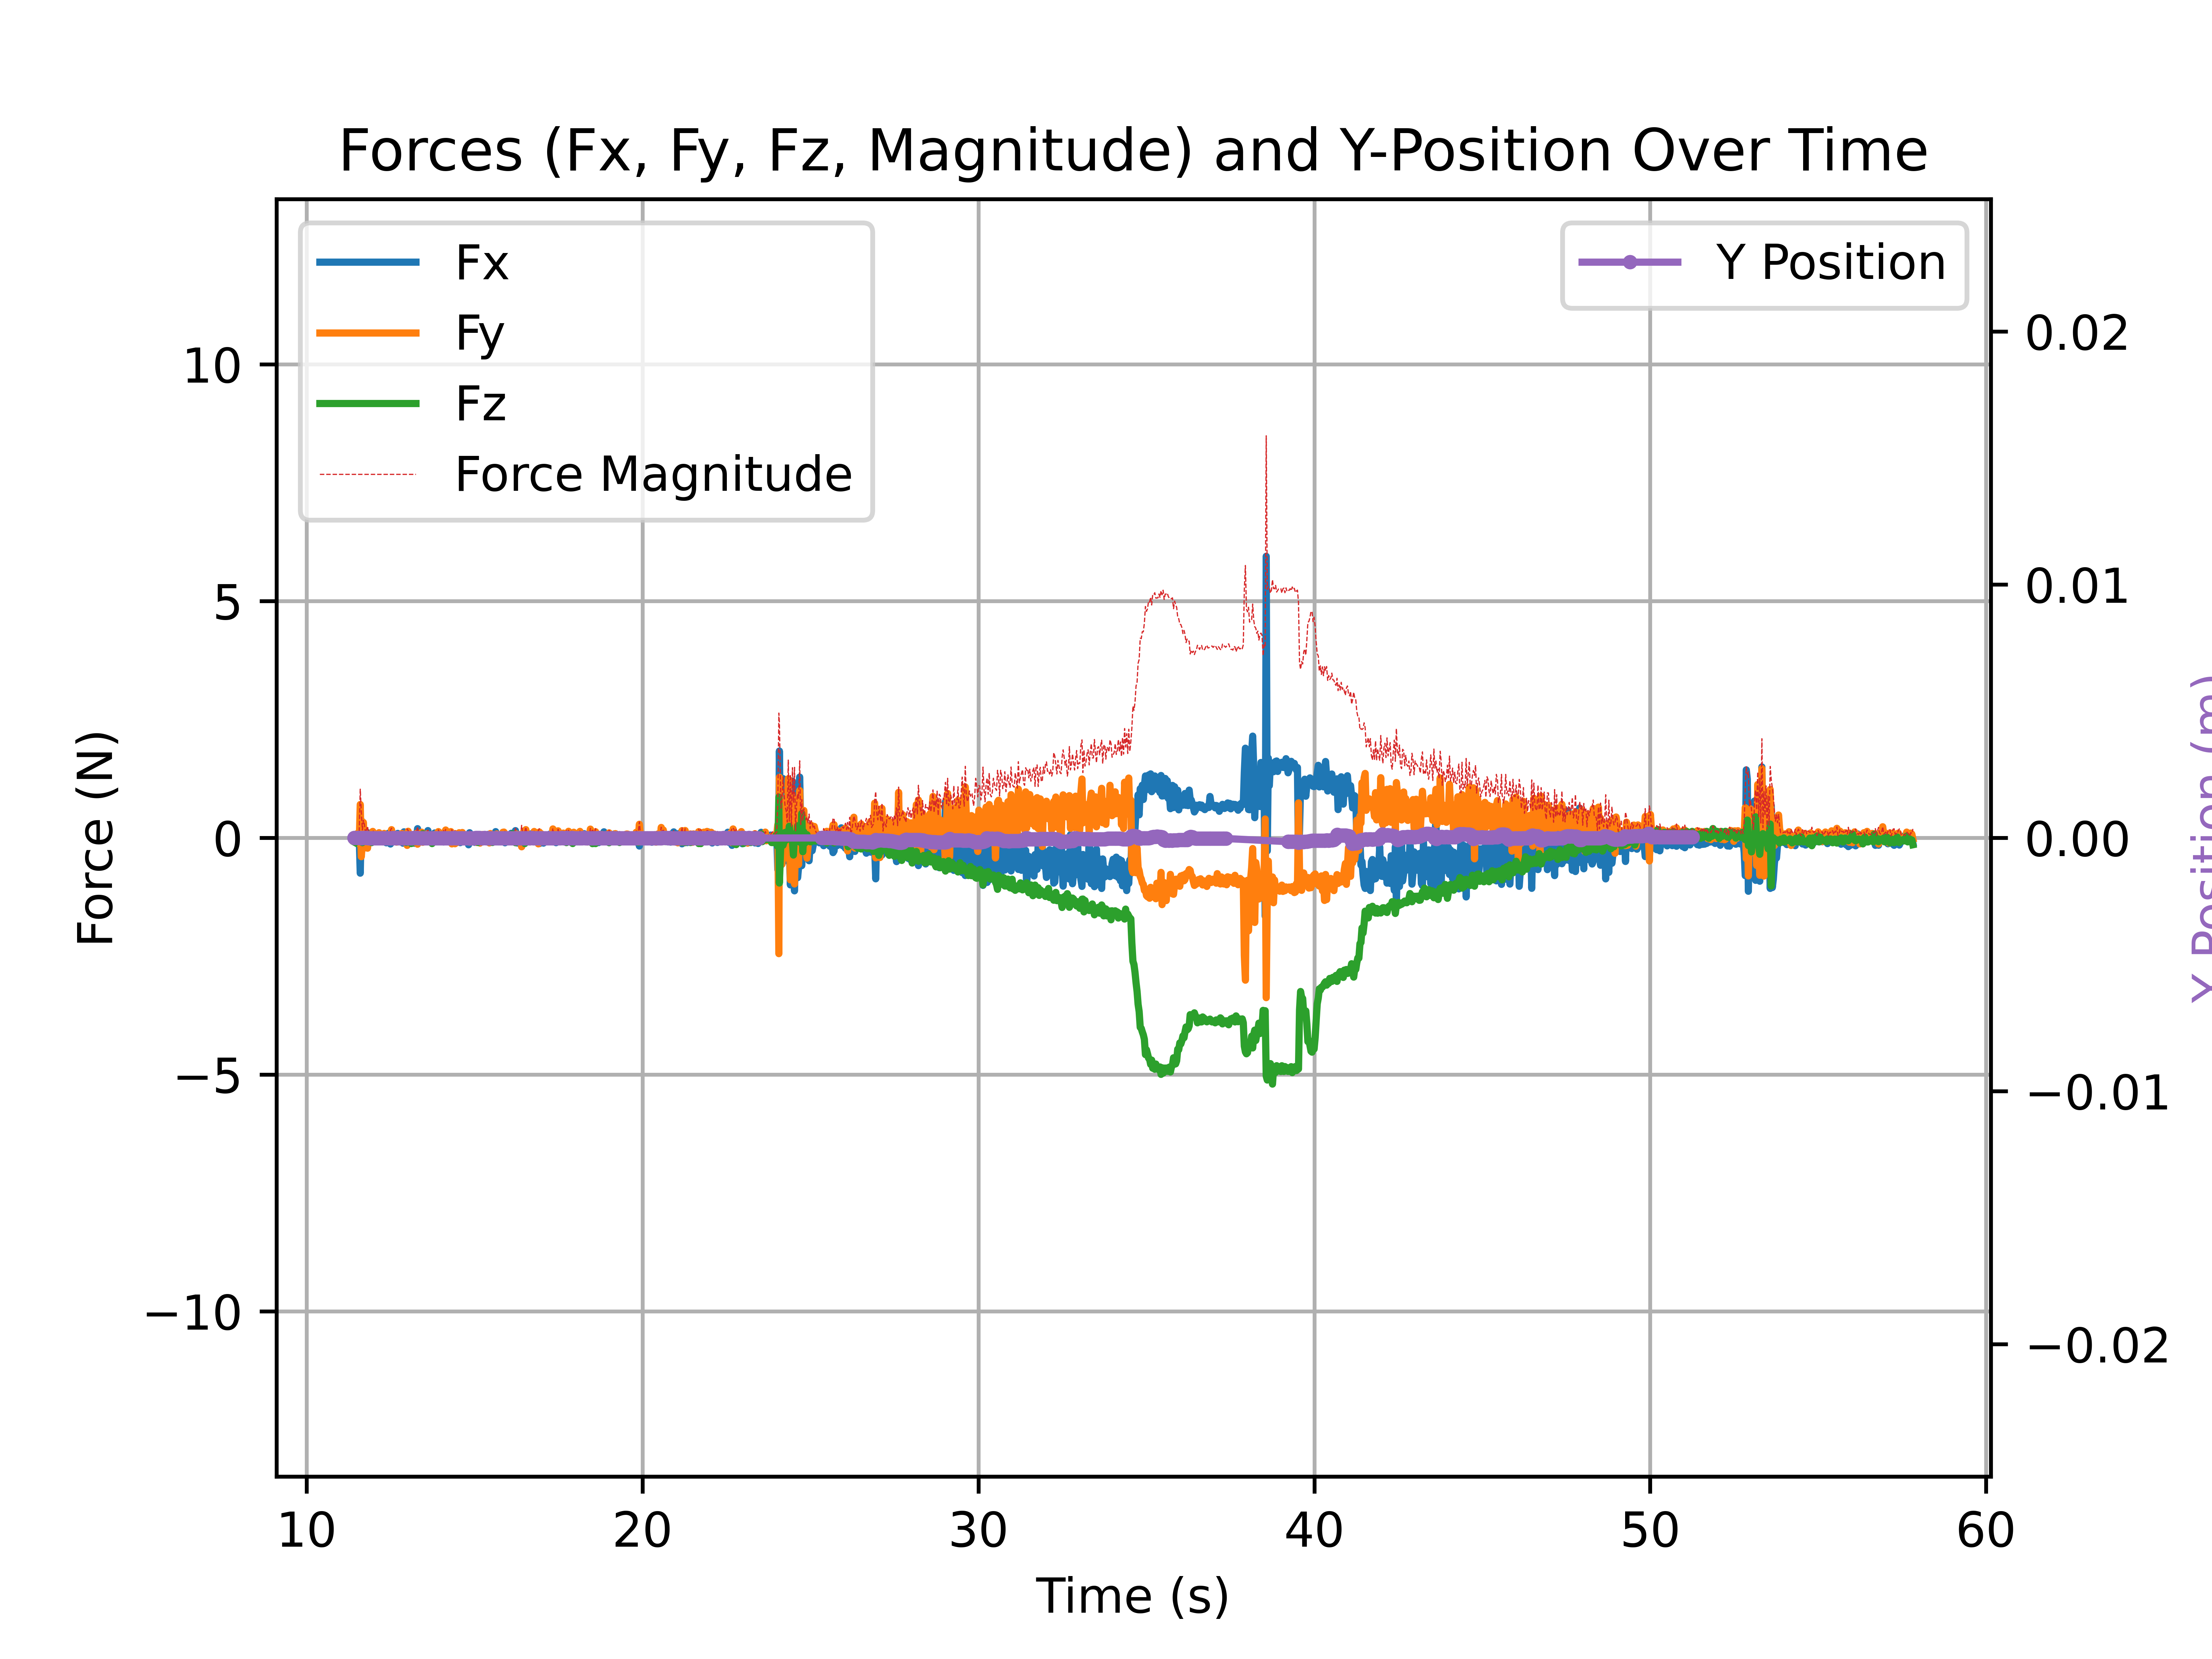 Forces (Fx, Fy, Fz, Magnitude) and Y-Position Over Time
Fx
Fy
Fz
Force Magnitude
Y Position
10
5
0
−5
−10
Force (N)
0.02
0.01
0.00
−0.01
−0.02
Y Position (m)
10
20
30
40
50
60
Time (s)